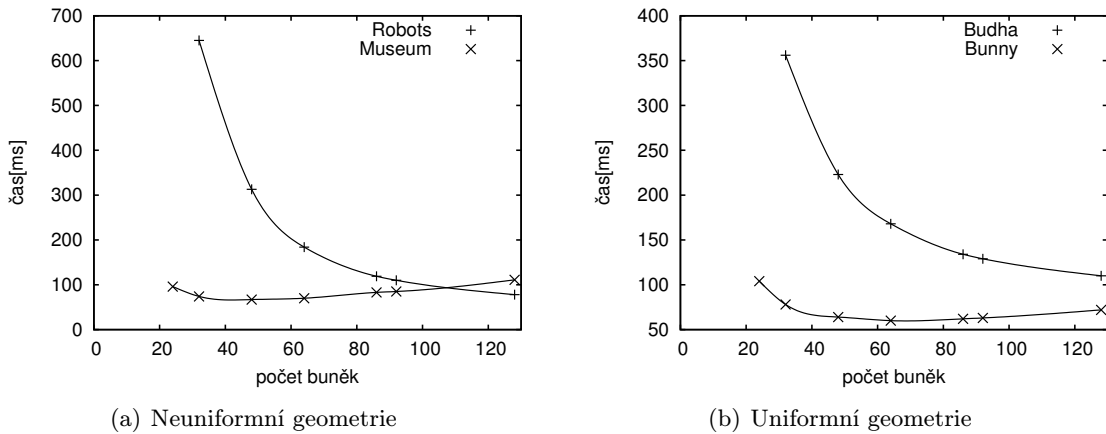 700
600
500
400
300
200
100
0
čas[ms]
0 20 40 60 80 100 120
počet buněk
Robots
Museum
(a) Neuniformní geometrie
400
350
300
250
200
150
100
50
čas[ms]
0 20 40 60 80 100 120
počet buněk
Budha
Bunny
(b) Uniformní geometrie